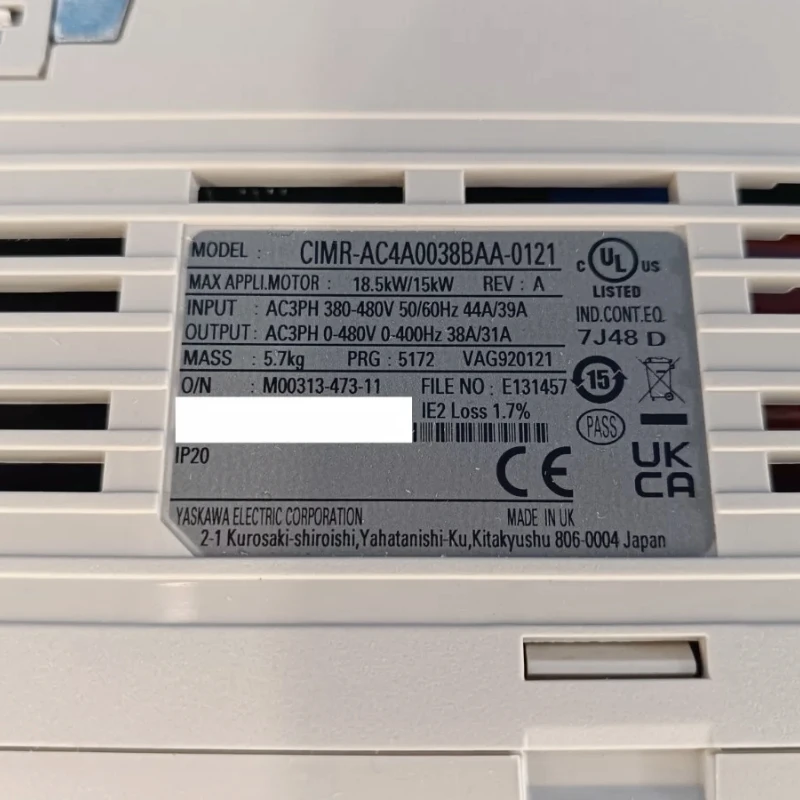 MODEL : CIMR-AC4A0038BAA-0121
MAX APPLI.MOTOR : 18.5kW/15kW REV : A
INPUT : AC3PH 380-480V 50/60Hz 44A/39A
OUTPUT : AC3PH 0-480V 0-400Hz 38A/31A
MASS : 5.7kg PRG : 5172 VAG920121
O/N : M00313-473-11 FILE NO : E131457
IE2 Loss 1.7%
IP20
C UL US
LISTED
IND.CONT.EQ.
7J48 D
15
PASS
CE
UK
CA
YASKAWA ELECTRIC CORPORATION MADE IN UK
2-1 Kurosaki-shiroishi,Yahatanishi-Ku,Kitakyushu 806-0004 Japan